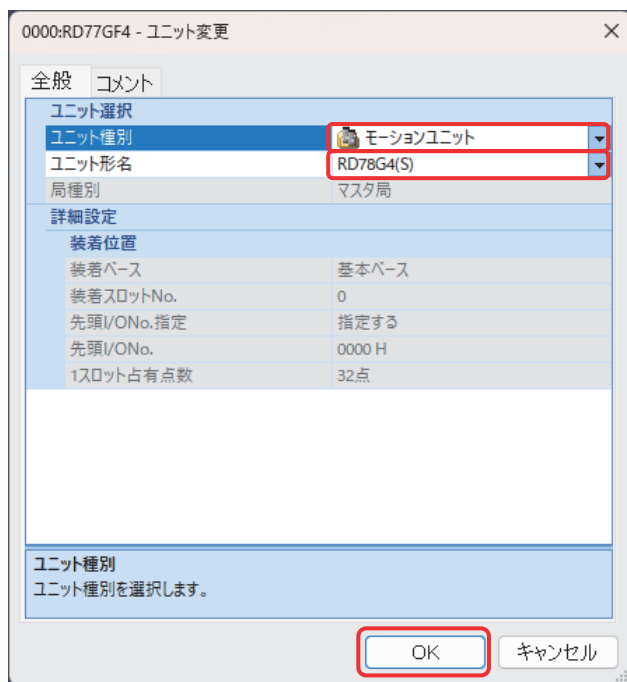 0000:RD77GF4 - ユニット変更
全般 コメント
ユニット選択
ユニット種別 モーションユニット
ユニット形名 RD78G4(S)
局種別 マスタ局
詳細設定
装着位置
装着ベース 基本ベース
装着スロットNo. 0
先頭I/ONo.指定 指定する
先頭I/ONo. 0000 H
1スロット占有点数 32点
ユニット種別
ユニット種別を選択します。
OK キャンセル